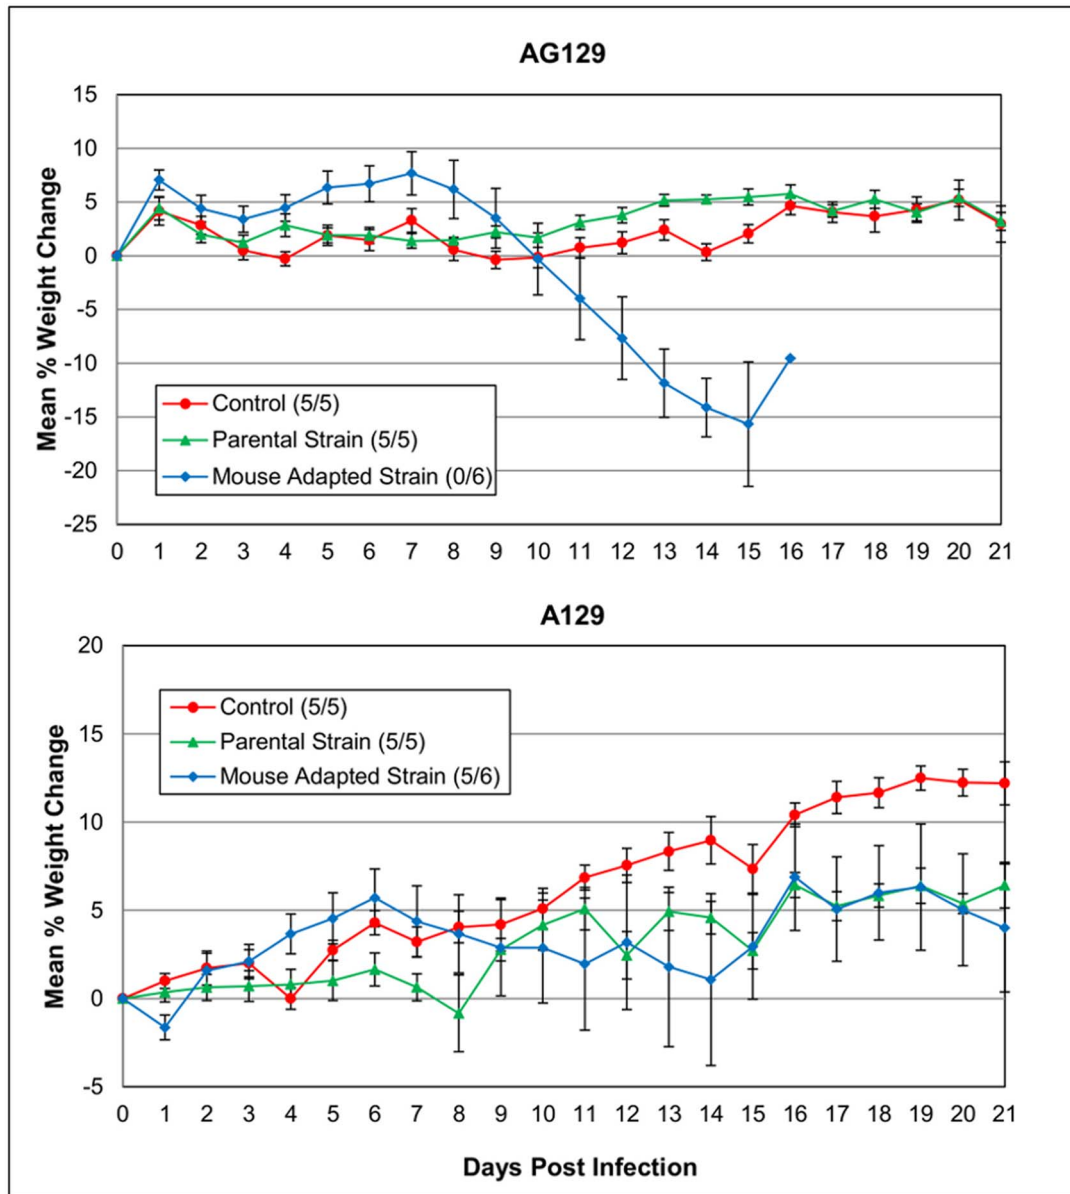 AG129
Mean % Weight Change
15
10
5
0
-5
-10
-15
-20
-25
Control (5/5)
Parental Strain (5/5)
Mouse Adapted Strain (0/6)
0 1 2 3 4 5 6 7 8 9 10 11 12 13 14 15 16 17 18 19 20 21
A129
Mean % Weight Change
20
15
10
5
0
-5
Control (5/5)
Parental Strain (5/5)
Mouse Adapted Strain (5/6)
0 1 2 3 4 5 6 7 8 9 10 11 12 13 14 15 16 17 18 19 20 21
Days Post Infection